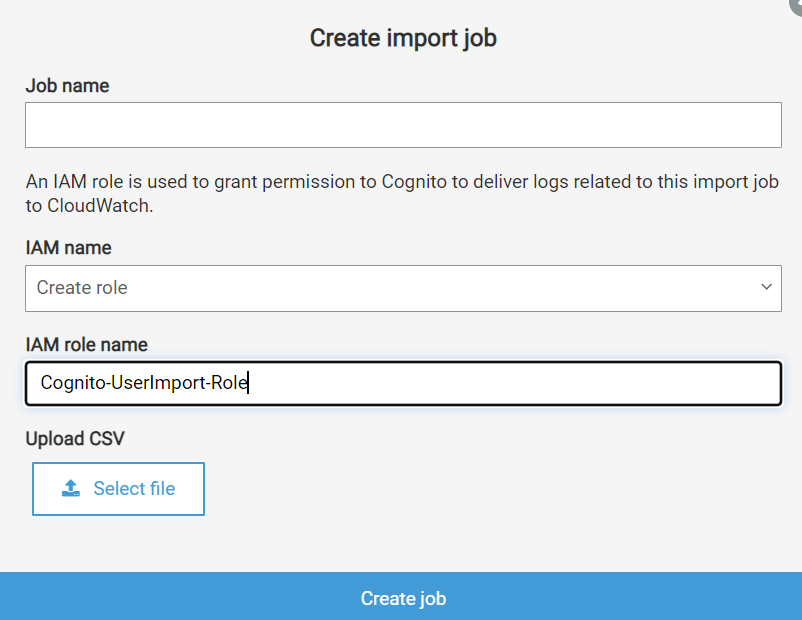 Create import job
Job name
An IAM role is used to grant permission to Cognito to deliver logs related to this import job
to CloudWatch.
IAM name
Create role
IAM role name
Cognito-UserImport-Role
Upload CSV
Select file
Create job